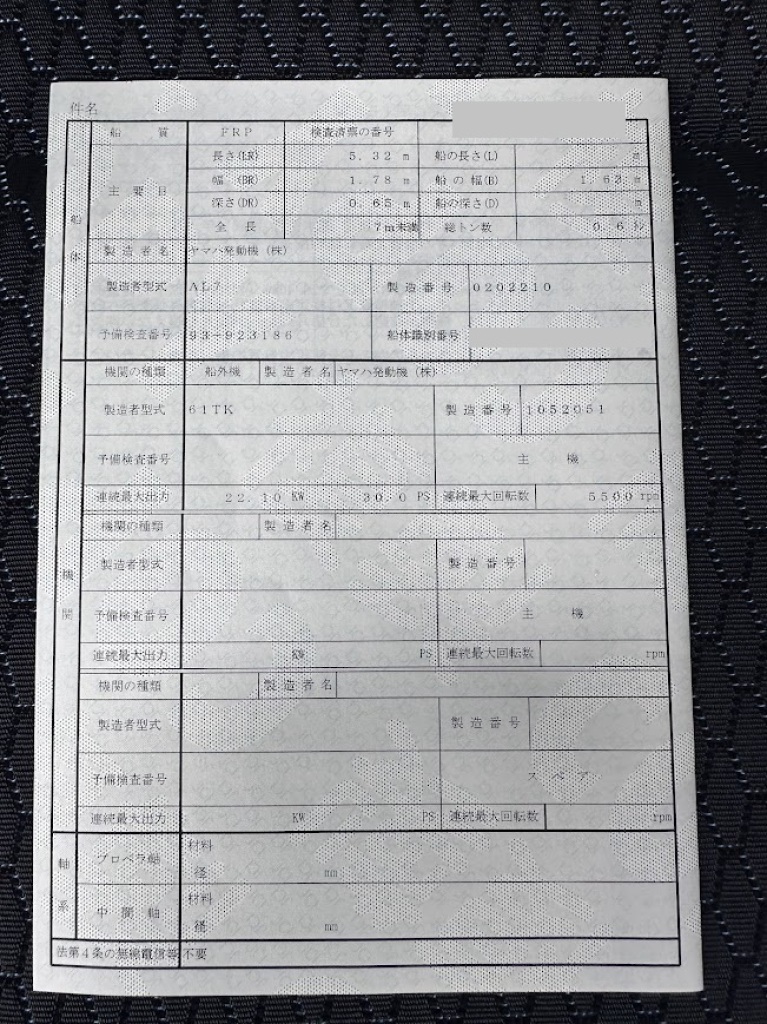 件名
船質 FRP 検査済票の番号
船体 主要目 長さ(LR) 5.32 m 船の長さ(L) m
幅 (BR) 1.78 m 船の幅(B) 1.62 m
深さ(DR) 0.65 m 船の深さ(D) m
全長 7m未満 総トン数 0.6 トン
製造者名 ヤマハ発動機(株)
製造者型式 AL7 製造番号 0202210
予備検査番号 93-923186 船体識別番号
機関 機関の種類 船外機 製造者名 ヤマハ発動機(株)
製造者型式 61TK 製造番号 1052051
予備検査番号 主機
連続最大出力 22.10 KW 30.0 PS 連続最大回転数 5500 rpm
機関の種類 製造者名
製造者型式 製造番号
予備検査番号 主機
連続最大出力 KW PS 連続最大回転数 rpm
機関の種類 製造者名
製造者型式 製造番号
予備検査番号 スペア
連続最大出力 KW PS 連続最大回転数 rpm
軸系 プロペラ軸 材料
径 mm
中間軸 材料
径 mm
法第4条の無線電信等 不要